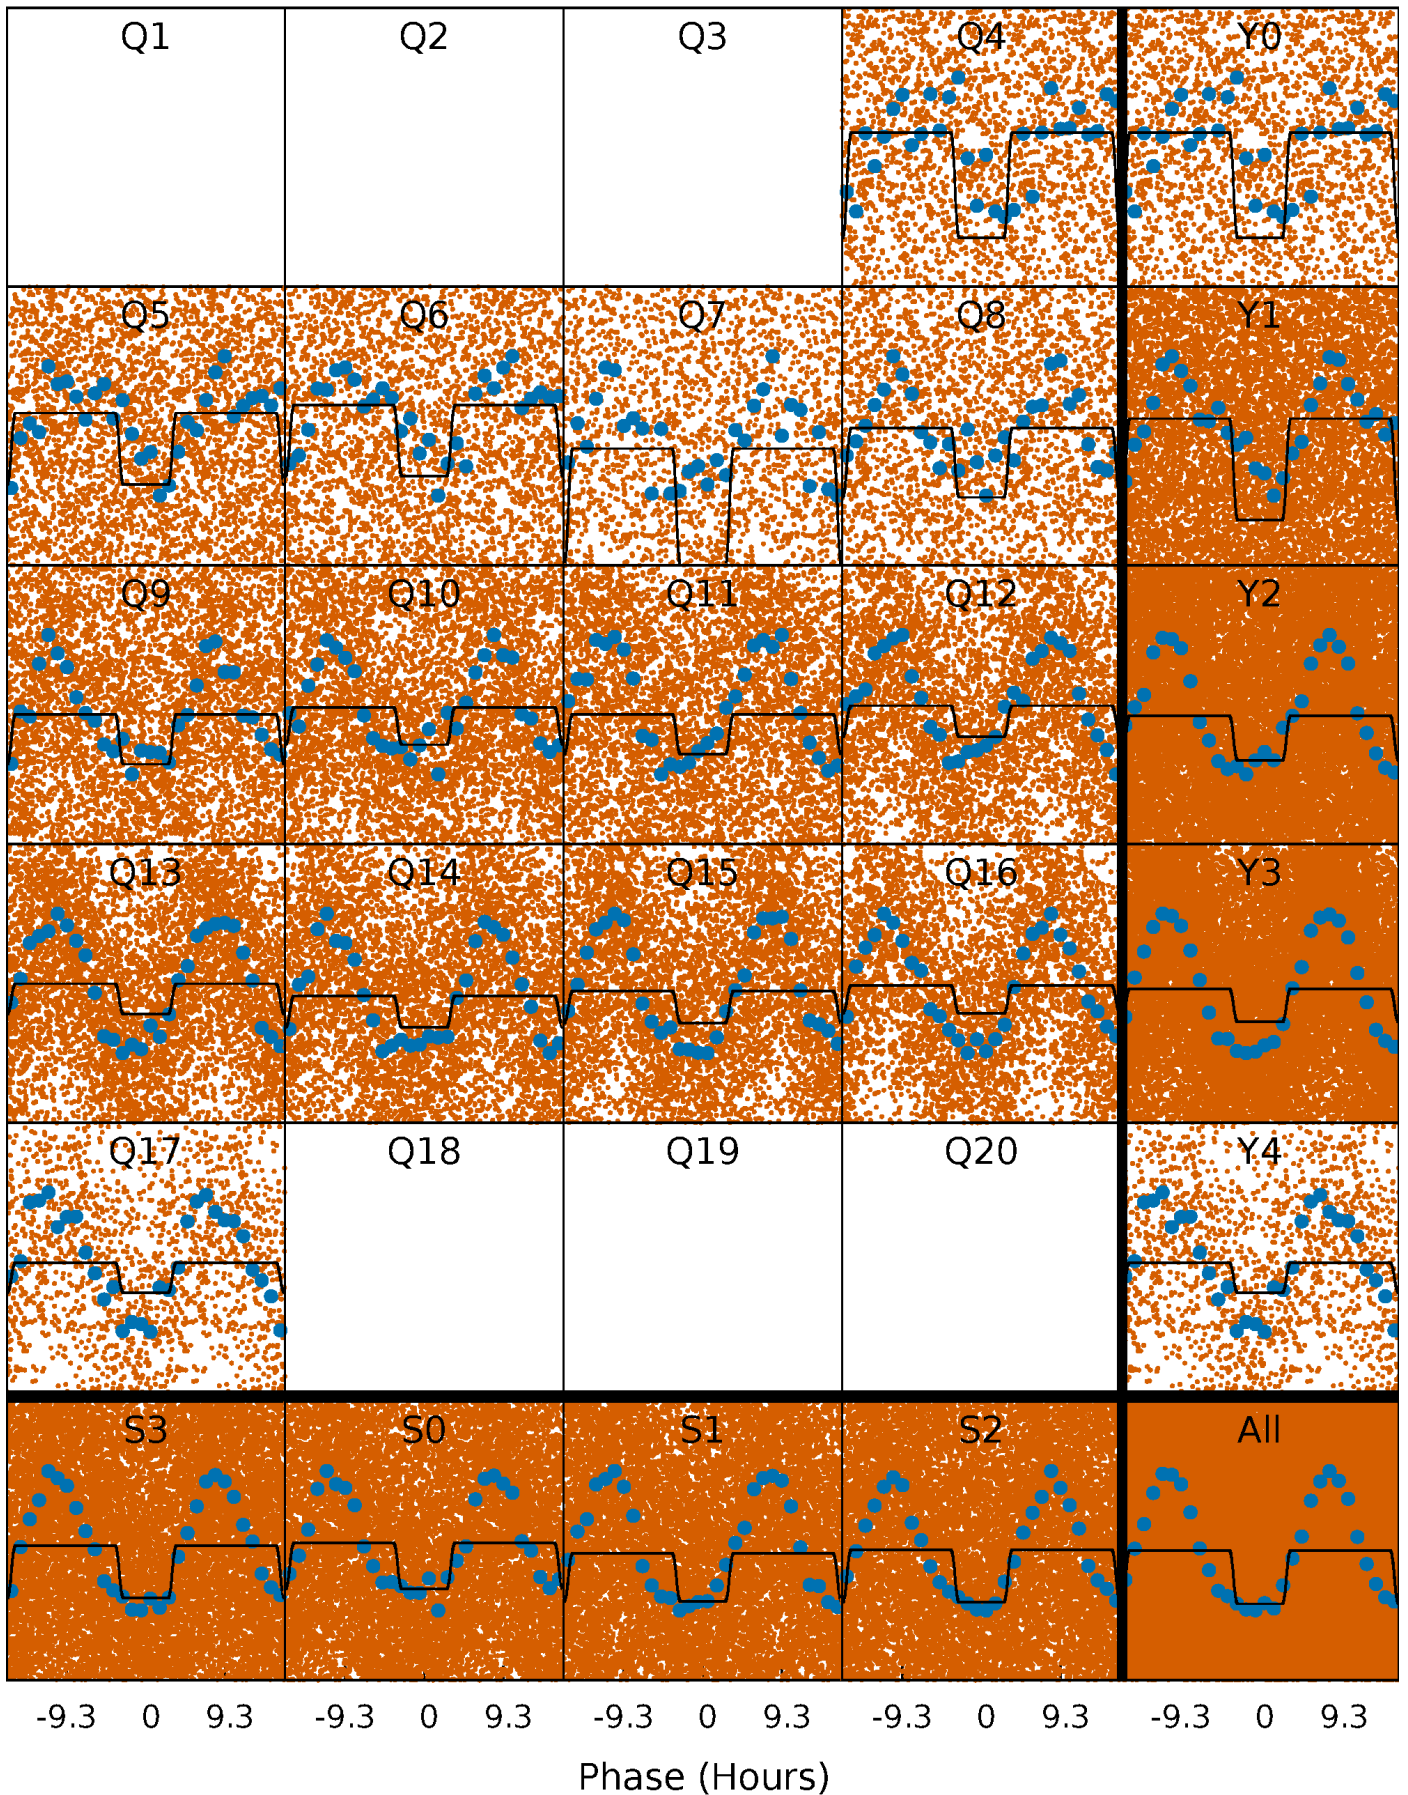 Q1 Q2 Q3 Q4 Y0
Q5 Q6 Q7 Q8 Y1
Q9 Q10 Q11 Q12 Y2
Q13 Q14 Q15 Q16 Y3
Q17 Q18 Q19 Q20 Y4
S3 S0 S1 S2 All
-9.3 0 9.3 -9.3 0 9.3 -9.3 0 9.3 -9.3 0 9.3 -9.3 0 9.3
Phase (Hours)